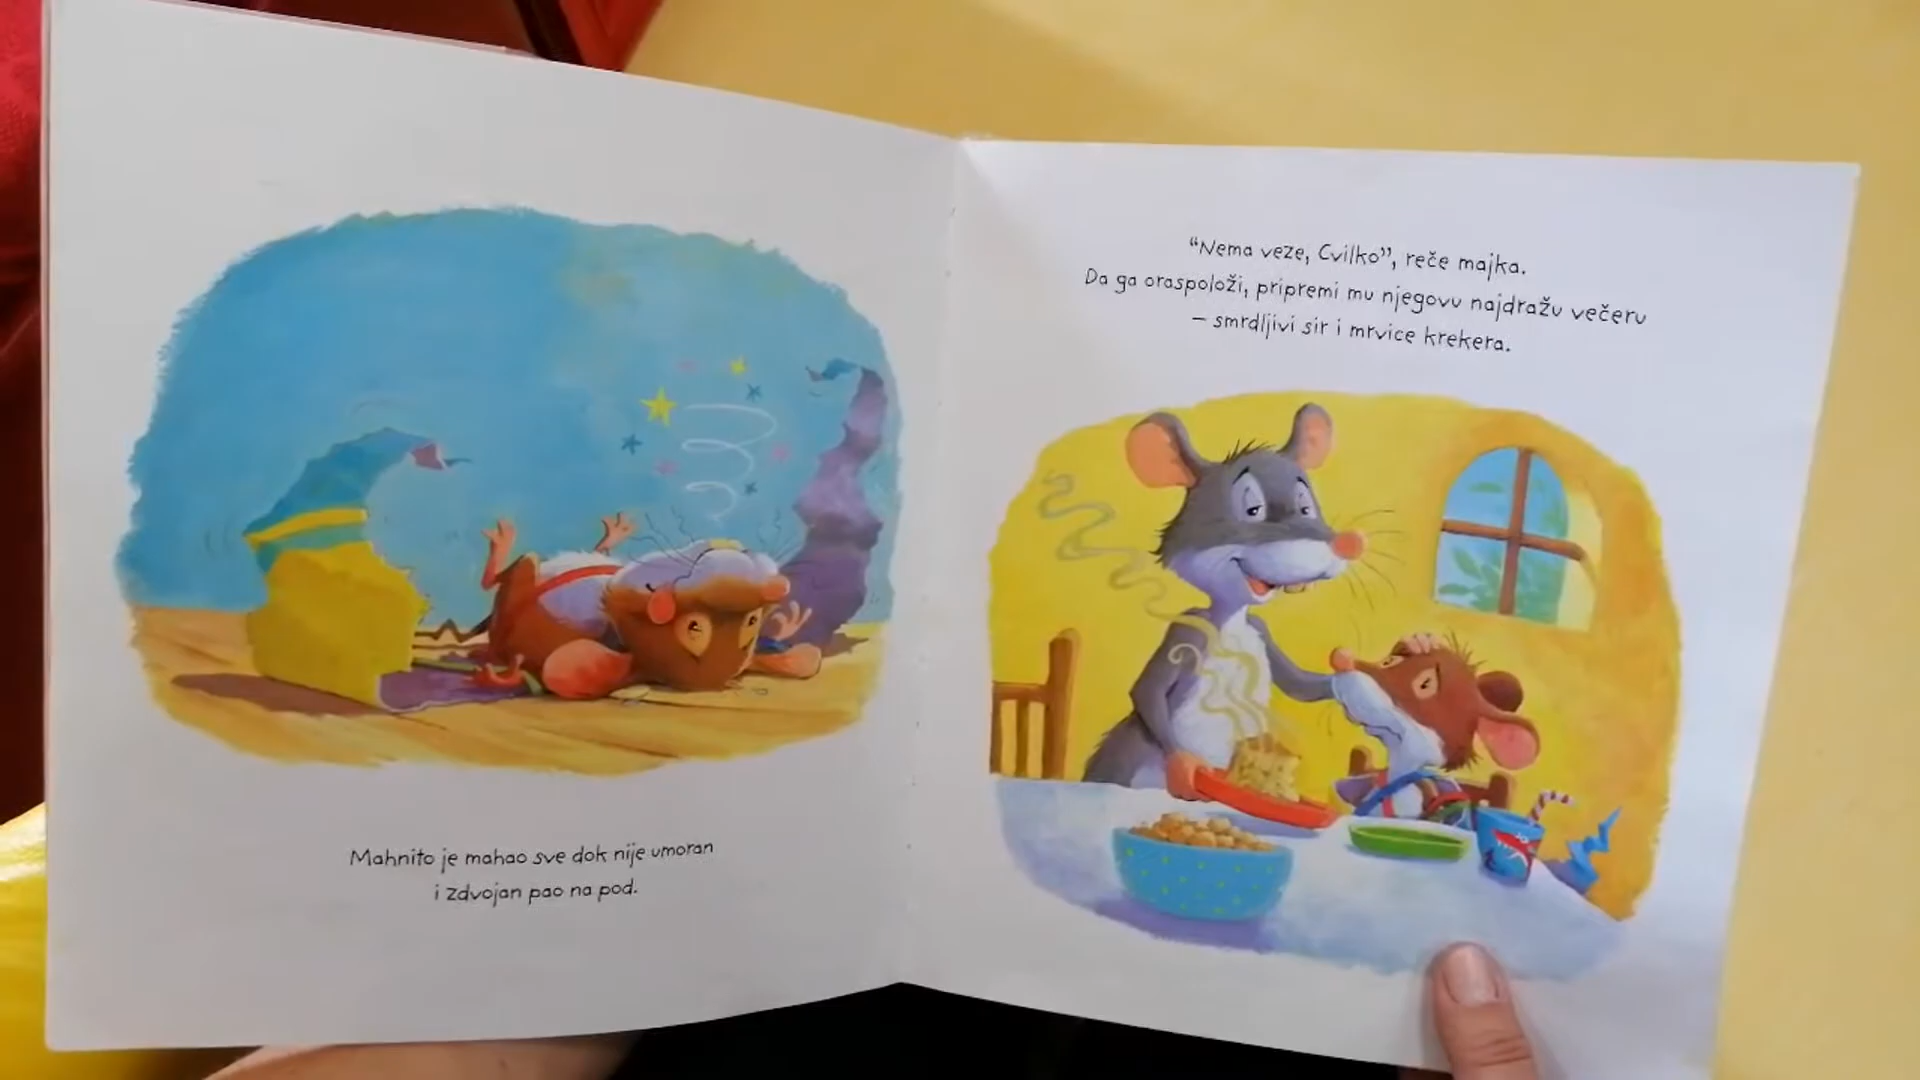 Mahnito je mahao sve dok nije umoran
i zdvojan pao na pod.
“Nema veze, Cvilko”, reče majka.
Da ga oraspoloži, pripremi mu njegovu najdražu večeru
– smrdljivi sir i mrvice krekera.